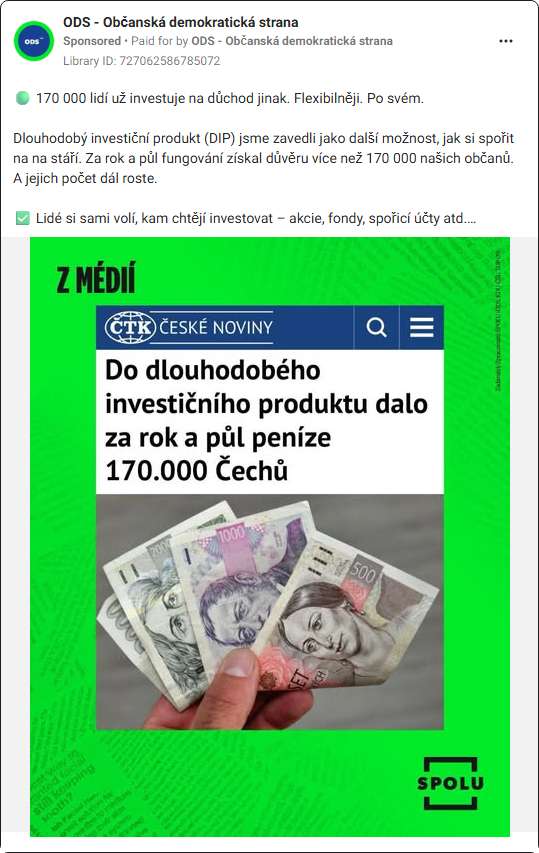 ODS - Občanská demokratická strana
Sponsored • Paid for by ODS - Občanská demokratická strana
Library ID: 727062586785072
170 000 lidí už investuje na důchod jinak. Flexibilněji. Po svém.
Dlouhodobý investiční produkt (DIP) jsme zavedli jako další možnost, jak si spořit
na na stáří. Za rok a půl fungování získal důvěru více než 170 000 našich občanů.
A jejich počet dál roste.
Lidé si sami volí, kam chtějí investovat – akcie, fondy, spořicí účty atd....
Z MÉDIÍ
ČTK ČESKÉ NOVINY
Do dlouhodobého
investičního produktu dalo
za rok a půl peníze
170.000 Čechů
1000
500
SPOLU